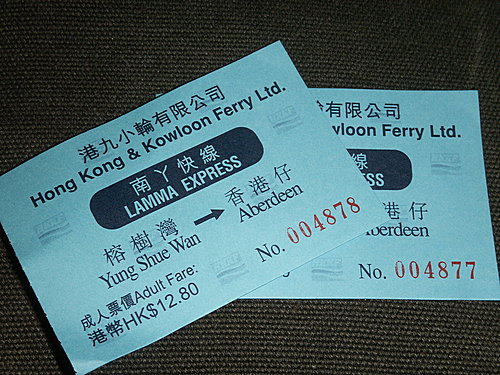 港九小輪有限公司
Hong Kong & Kowloon Ferry Ltd.
南丫快線
LAMMA EXPRESS
榕樹灣 → 香港仔
Yung Shue Wan Aberdeen
成人票價Adult Fare:
港幣HK$12.80
No. 004878
有限公司
wloon Ferry Ltd.
線
SS
港仔
berdeen
No. 004877